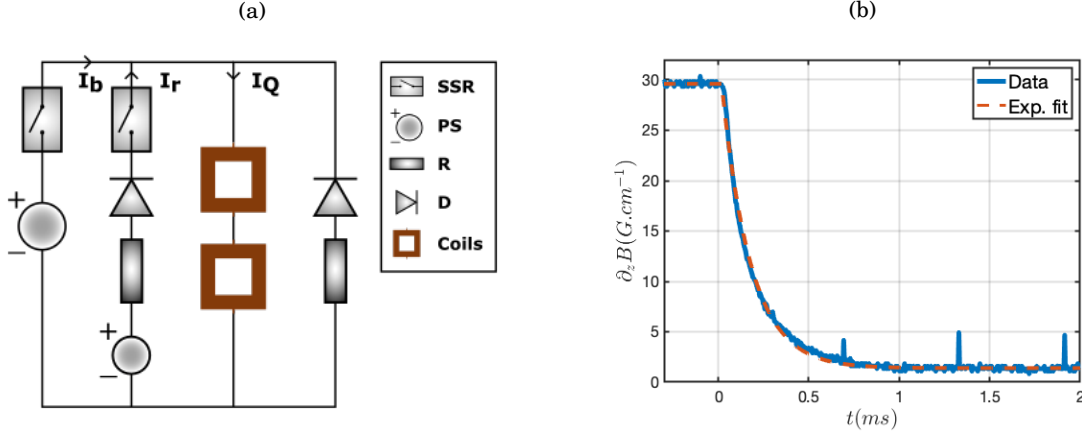 (a)
I_b
I_r
I_Q
+
−
+
−
SSR
+
−
PS
R
D
Coils
(b)
∂_zB(G.cm⁻¹)
30
25
20
15
10
5
0
0
0.5
1
1.5
2
t(ms)
Data
Exp. fit